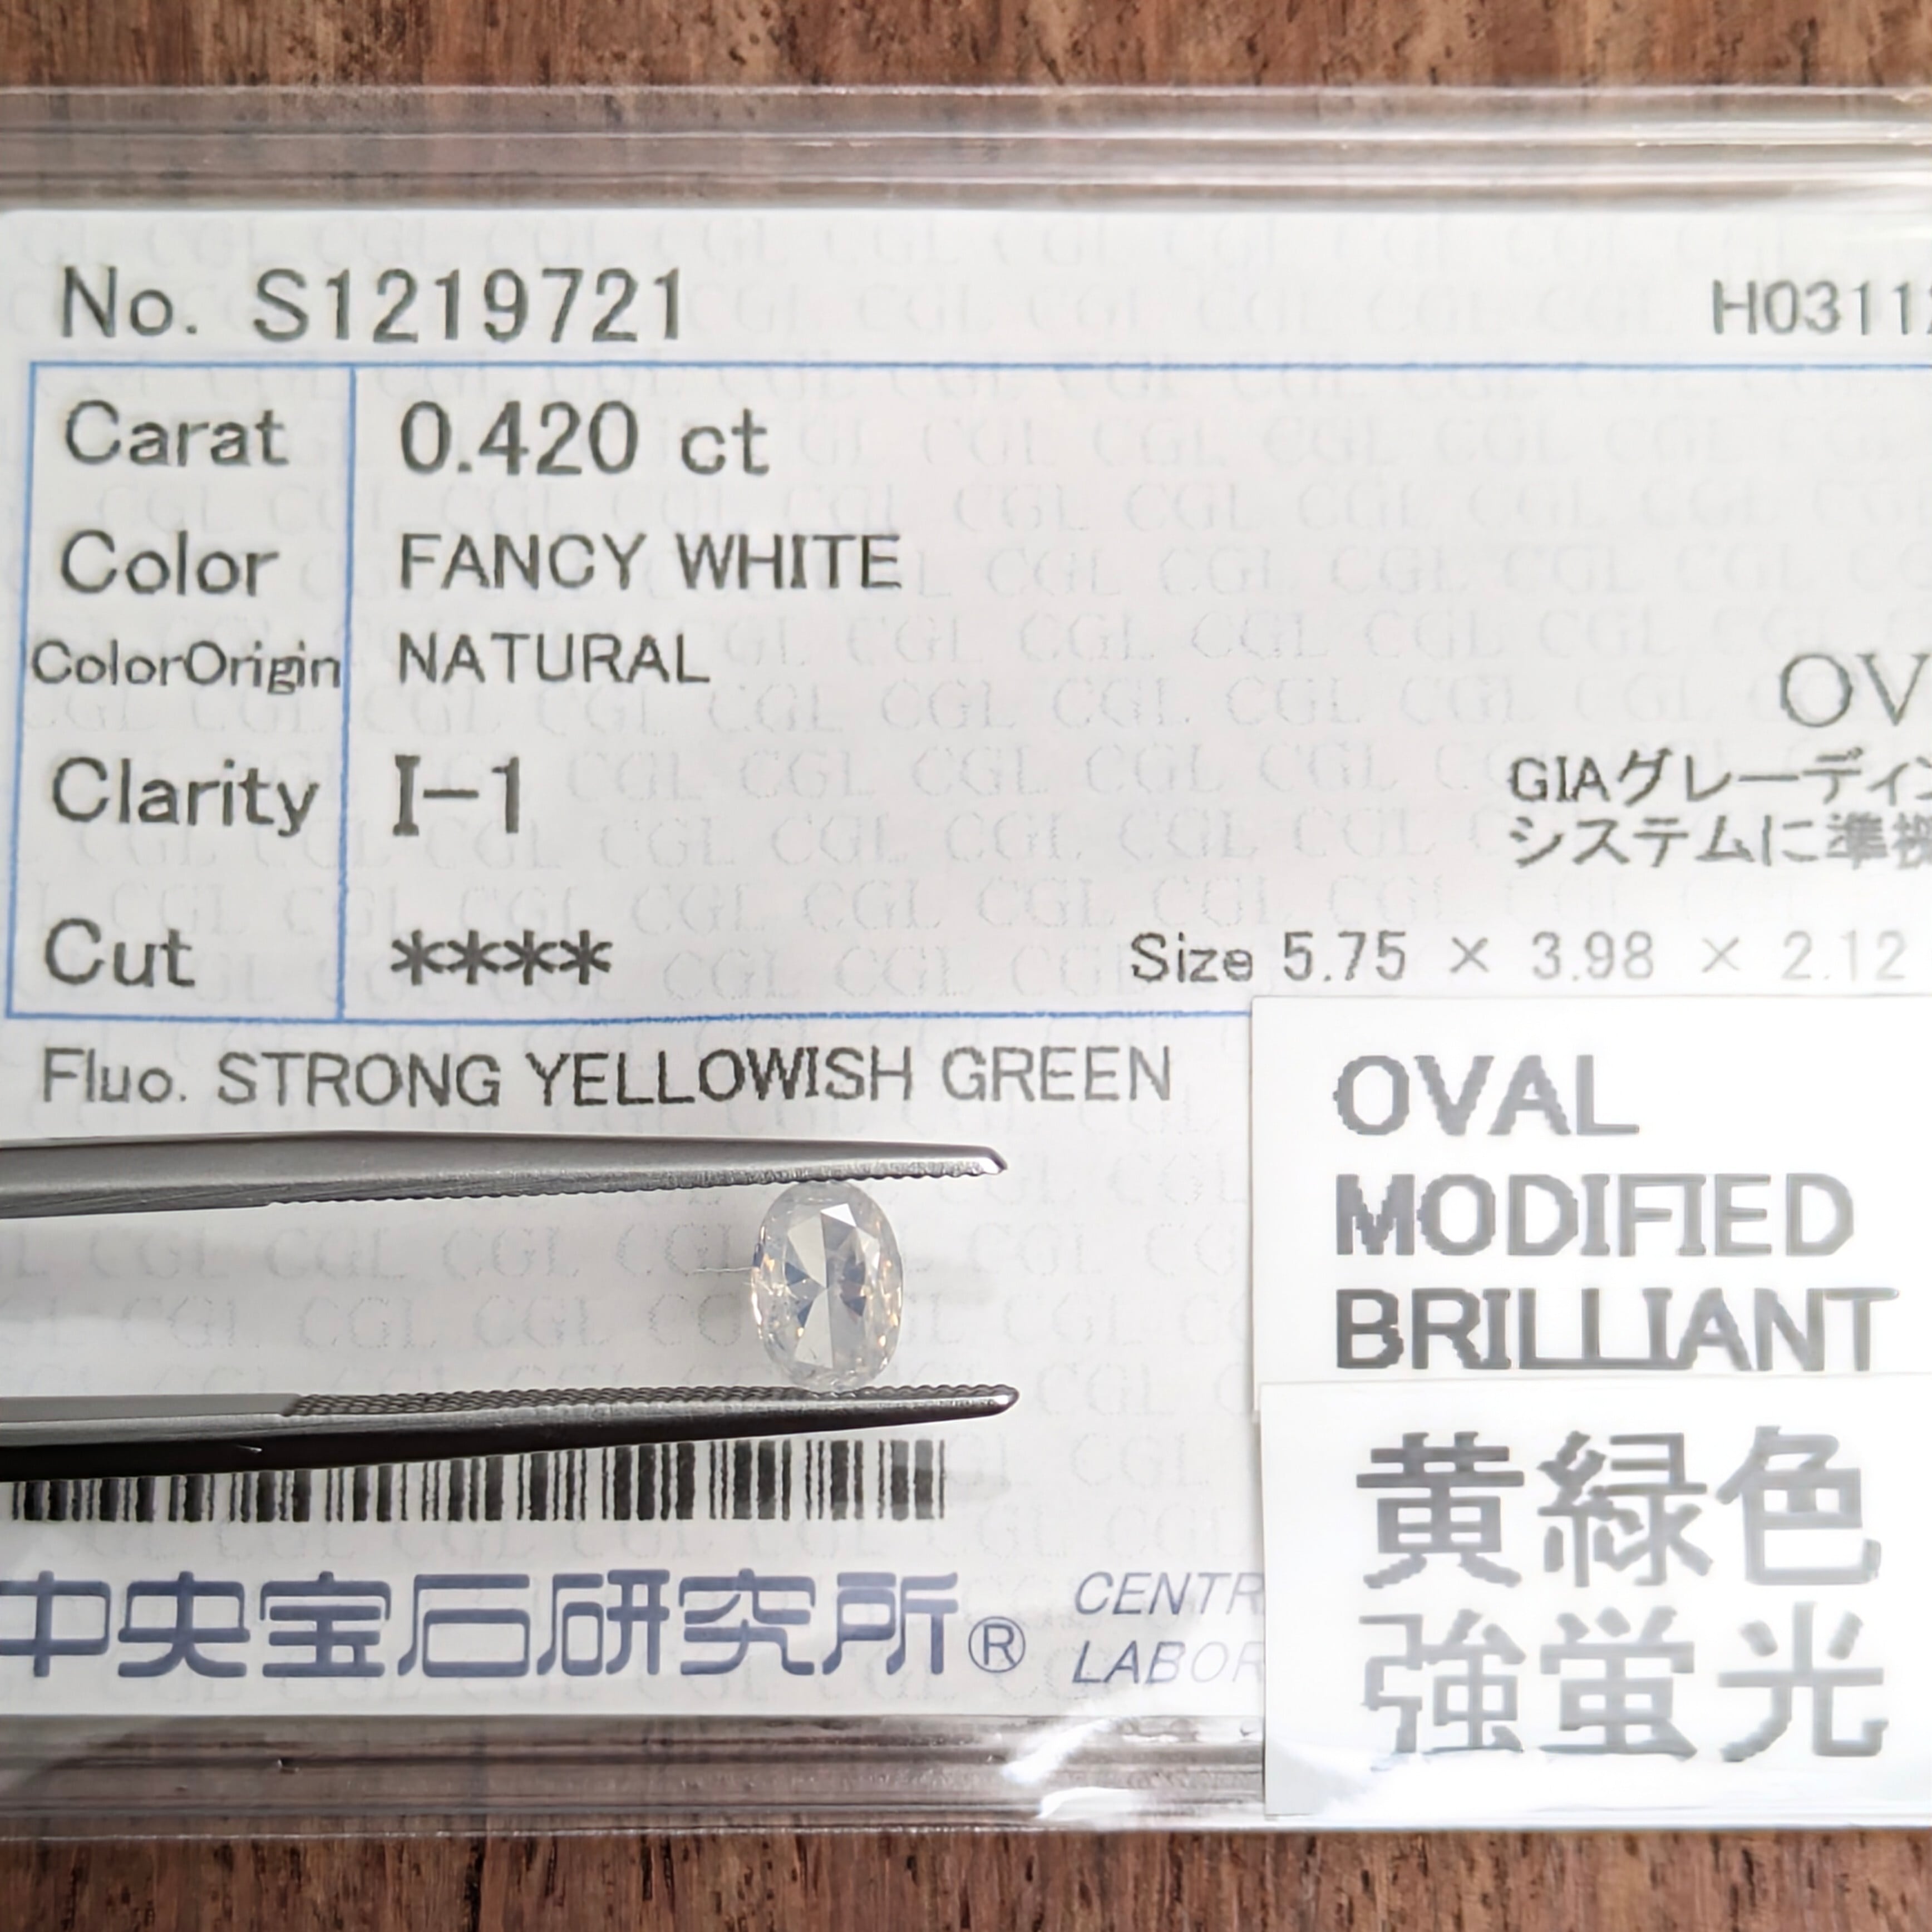 No. S1219721
H0311
Carat 0.420 ct
Color FANCY WHITE
ColorOrigin NATURAL
OV
Clarity I-1
GIAグレーディン
システムに準拠
Cut ****
Size 5.75 × 3.98 × 2.12
Fluo. STRONG YELLOWISH GREEN
OVAL
MODIFIED
BRILLIANT
黄緑色
強蛍光
中央宝石研究所®
CENTR
LABOR
CGL